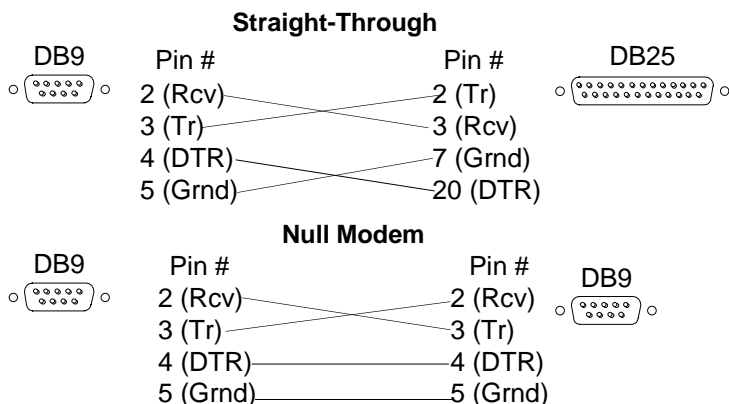 Straight-Through
DB9 Pin # Pin # DB25
2 (Rcv) 2 (Tr)
3 (Tr) 3 (Rcv)
4 (DTR) 7 (Grnd)
5 (Grnd) 20 (DTR)
Null Modem
DB9 Pin # Pin # DB9
2 (Rcv) 2 (Rcv)
3 (Tr) 3 (Tr)
4 (DTR) 4 (DTR)
5 (Grnd) 5 (Grnd)